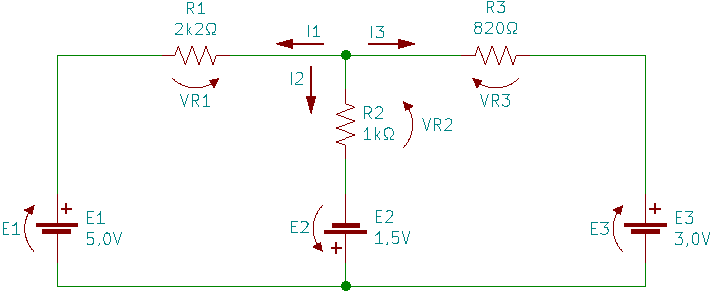 R1
2k2Ω
I1
I3
R3
820Ω
VR1
I2
R2
1kΩ
VR2
VR3
E1
E1
5,0V
E2
E2
1,5V
E3
E3
3,0V